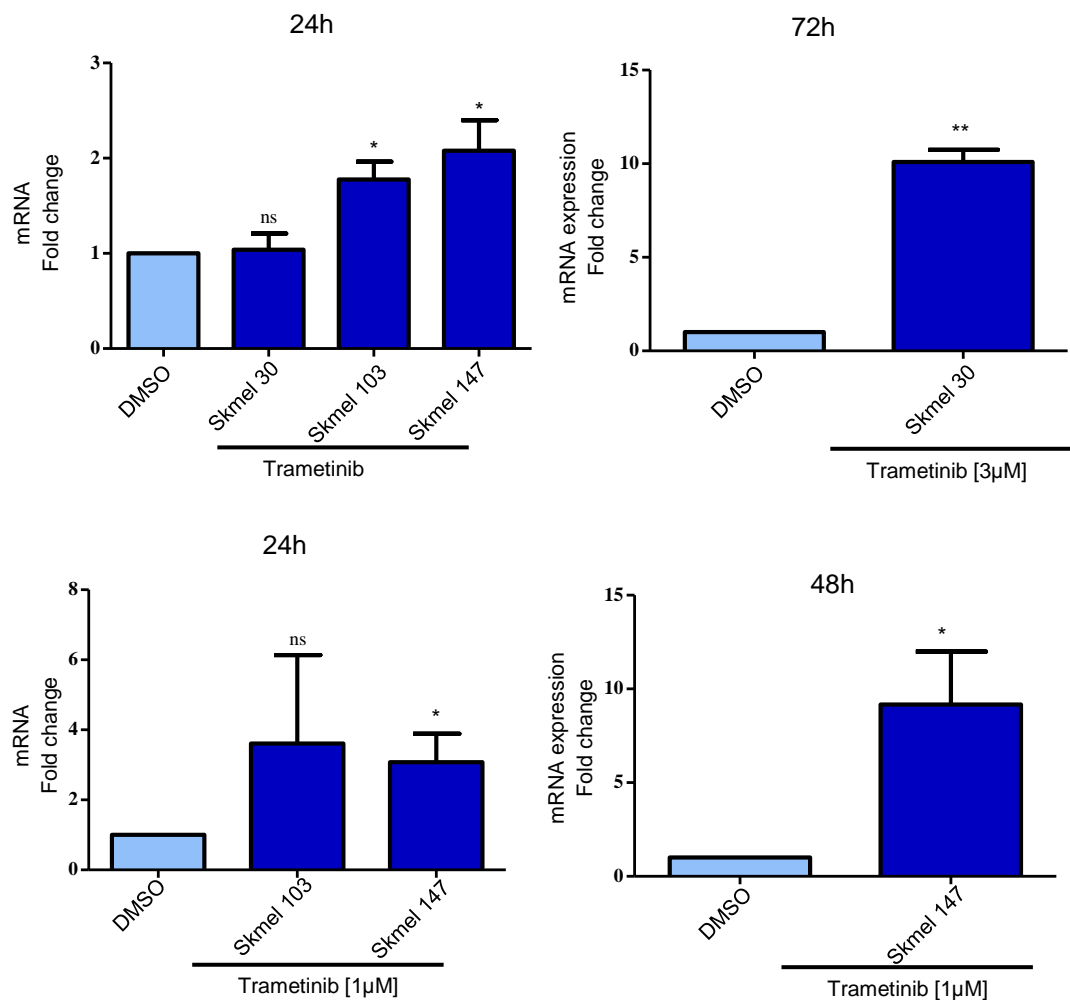 24h
mRNA
Fold change
3
2
1
0
ns
*
*
DMSO
Skmel 30
Skmel 103
Skmel 147
Trametinib
72h
mRNA expression
Fold change
15
10
5
0
**
DMSO
Skmel 30
Trametinib [3µM]
24h
mRNA
Fold change
8
6
4
2
0
ns
*
DMSO
Skmel 103
Skmel 147
Trametinib [1µM]
48h
mRNA expression
Fold change
15
10
5
0
*
DMSO
Skmel 147
Trametinib [1µM]